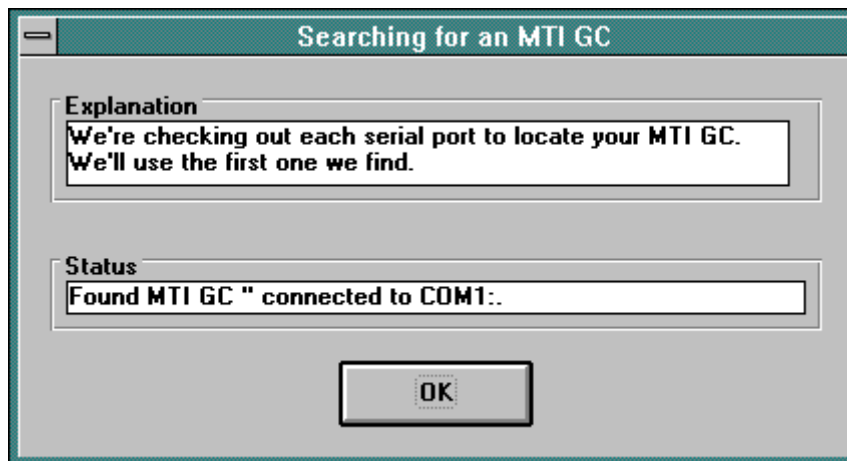 Searching for an MTI GC
Explanation
We're checking out each serial port to locate your MTI GC.
We'll use the first one we find.
Status
Found MTI GC '' connected to COM1:.
OK